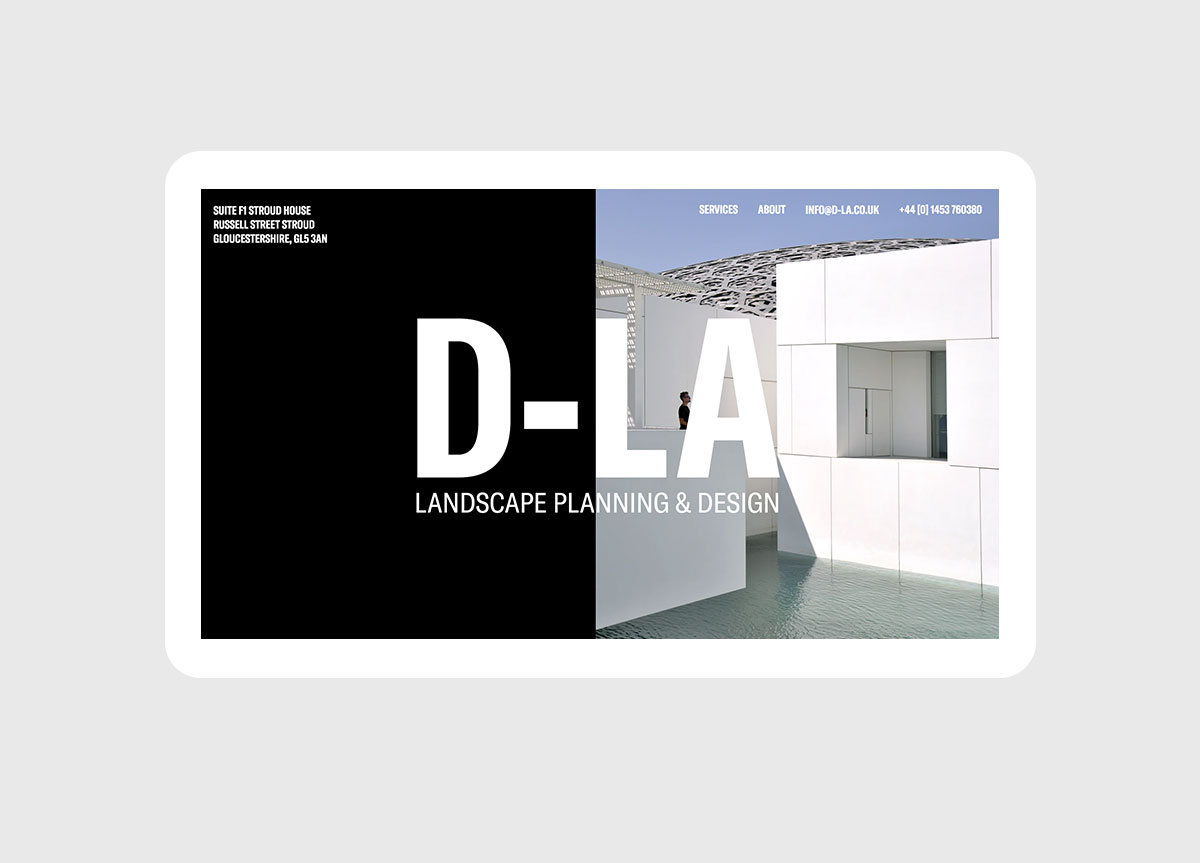 SUITE F1 STROUD HOUSE
RUSSELL STREET STROUD
GLOUCESTERSHIRE, GL5 3AN
SERVICES ABOUT INFO@D-LA.CO.UK +44 [0] 1453 760380
D-LA
LANDSCAPE PLANNING & DESIGN